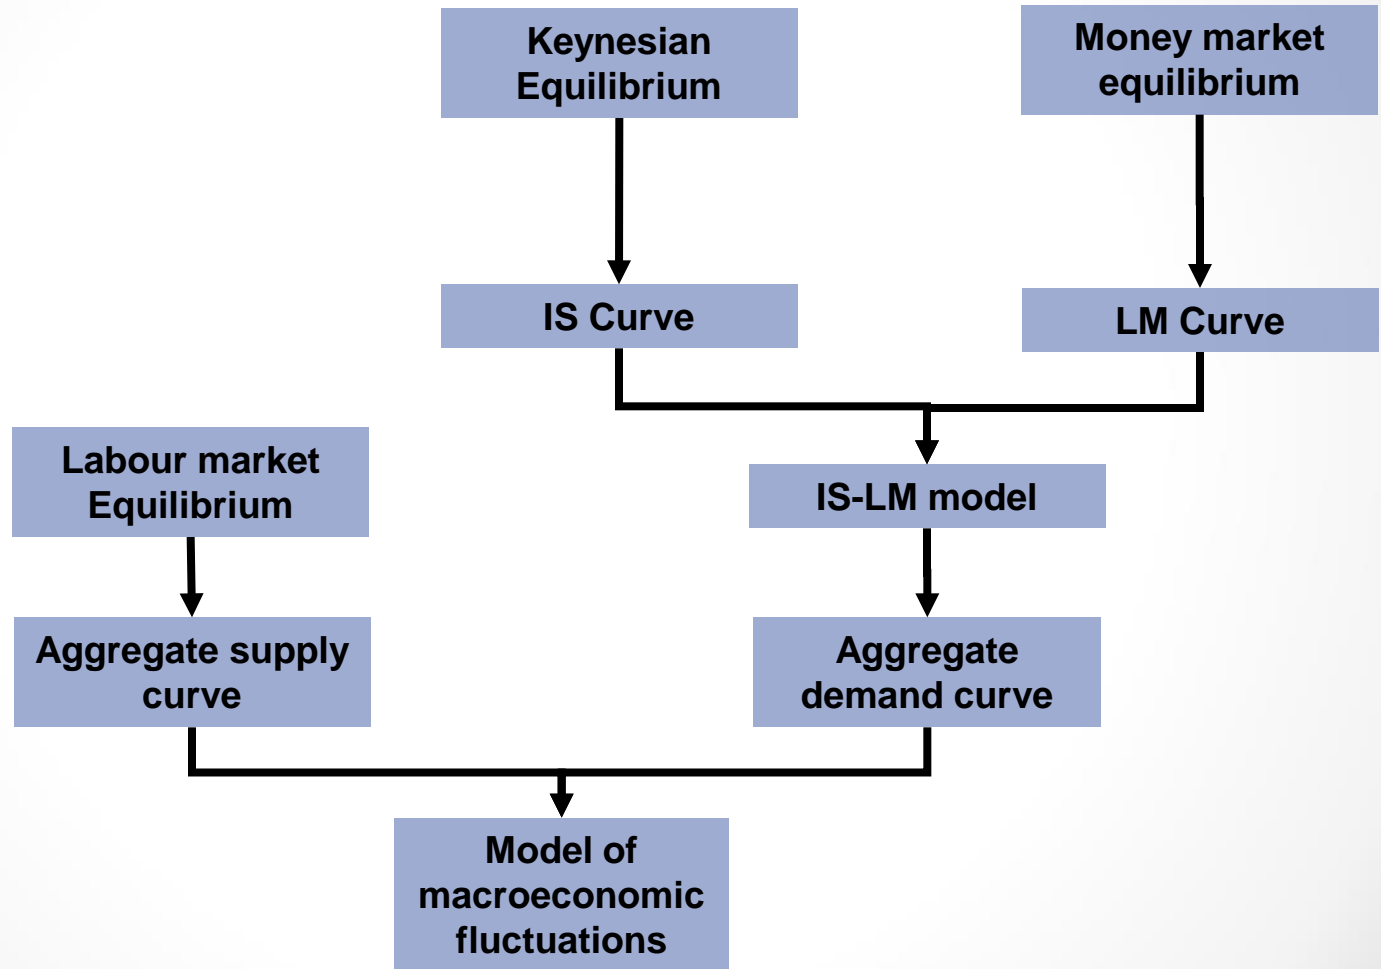 Keynesian
Equilibrium
Money market
equilibrium
IS Curve
LM Curve
Labour market
Equilibrium
IS-LM model
Aggregate supply
curve
Aggregate
demand curve
Model of
macroeconomic
fluctuations